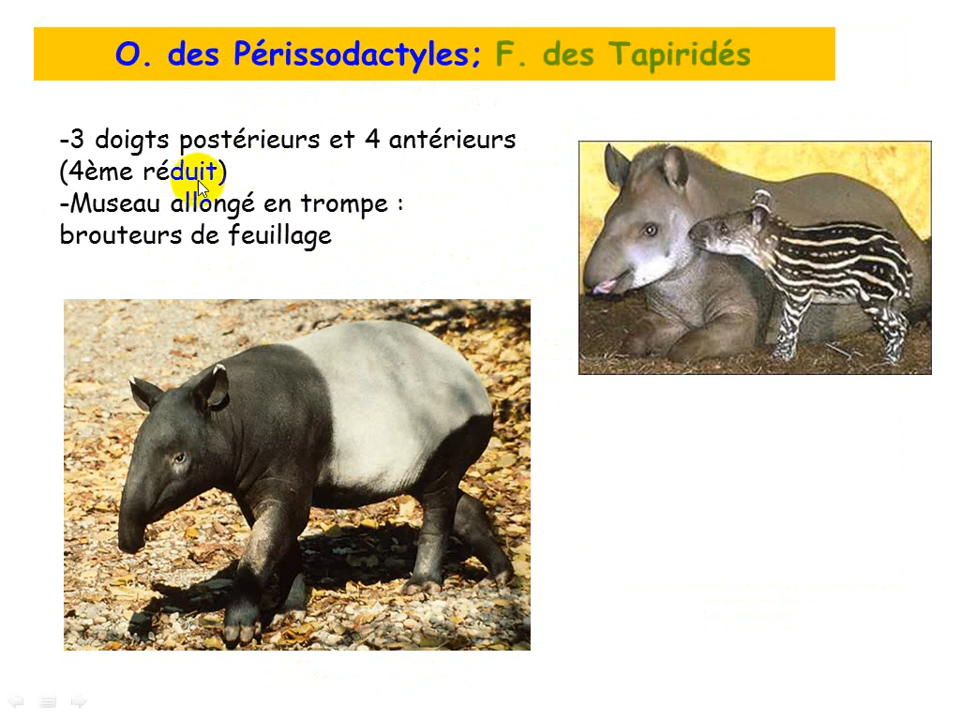 O. des Périssodactyles; F. des Tapiridés
-3 doigts postérieurs et 4 antérieurs
(4ème réduit)
-Museau allongé en trompe :
brouteurs de feuillage